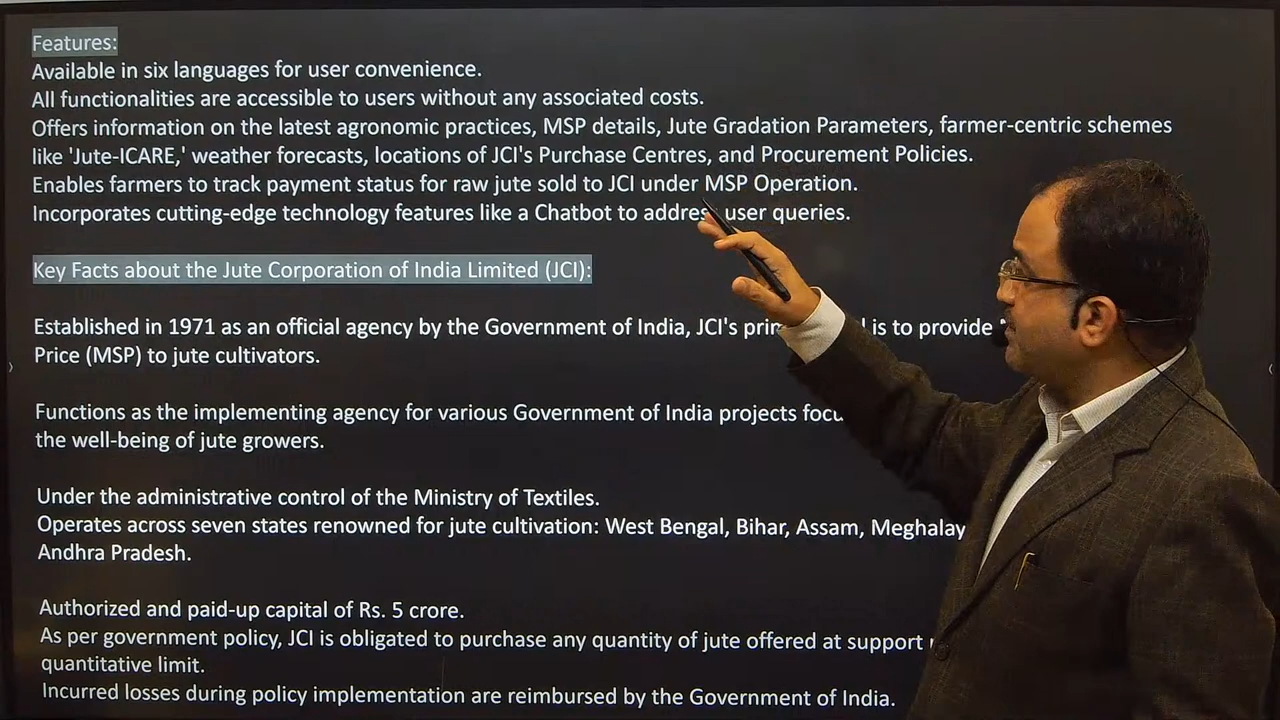 Features:
Available in six languages for user convenience.
All functionalities are accessible to users without any associated costs.
Offers information on the latest agronomic practices, MSP details, Jute Gradation Parameters, farmer-centric schemes
like 'Jute-ICARE,' weather forecasts, locations of JCI's Purchase Centres, and Procurement Policies.
Enables farmers to track payment status for raw jute sold to JCI under MSP Operation.
Incorporates cutting-edge technology features like a Chatbot to address user queries.
Key Facts about the Jute Corporation of India Limited (JCI):
Established in 1971 as an official agency by the Government of India, JCI's is to provide
Price (MSP) to jute cultivators.
Functions as the implementing agency for various Government of India projects
the well-being of jute growers.
Under the administrative control of the Ministry of Textiles.
Operates across seven states renowned for jute cultivation: West Bengal, Bihar, Assam,
Andhra Pradesh.
Authorized and paid-up capital of Rs. 5 crore.
As per government policy, JCI is obligated to purchase any quantity of jute offered at support
quantitative limit.
Incurred losses during policy implementation are reimbursed by the Government of India.